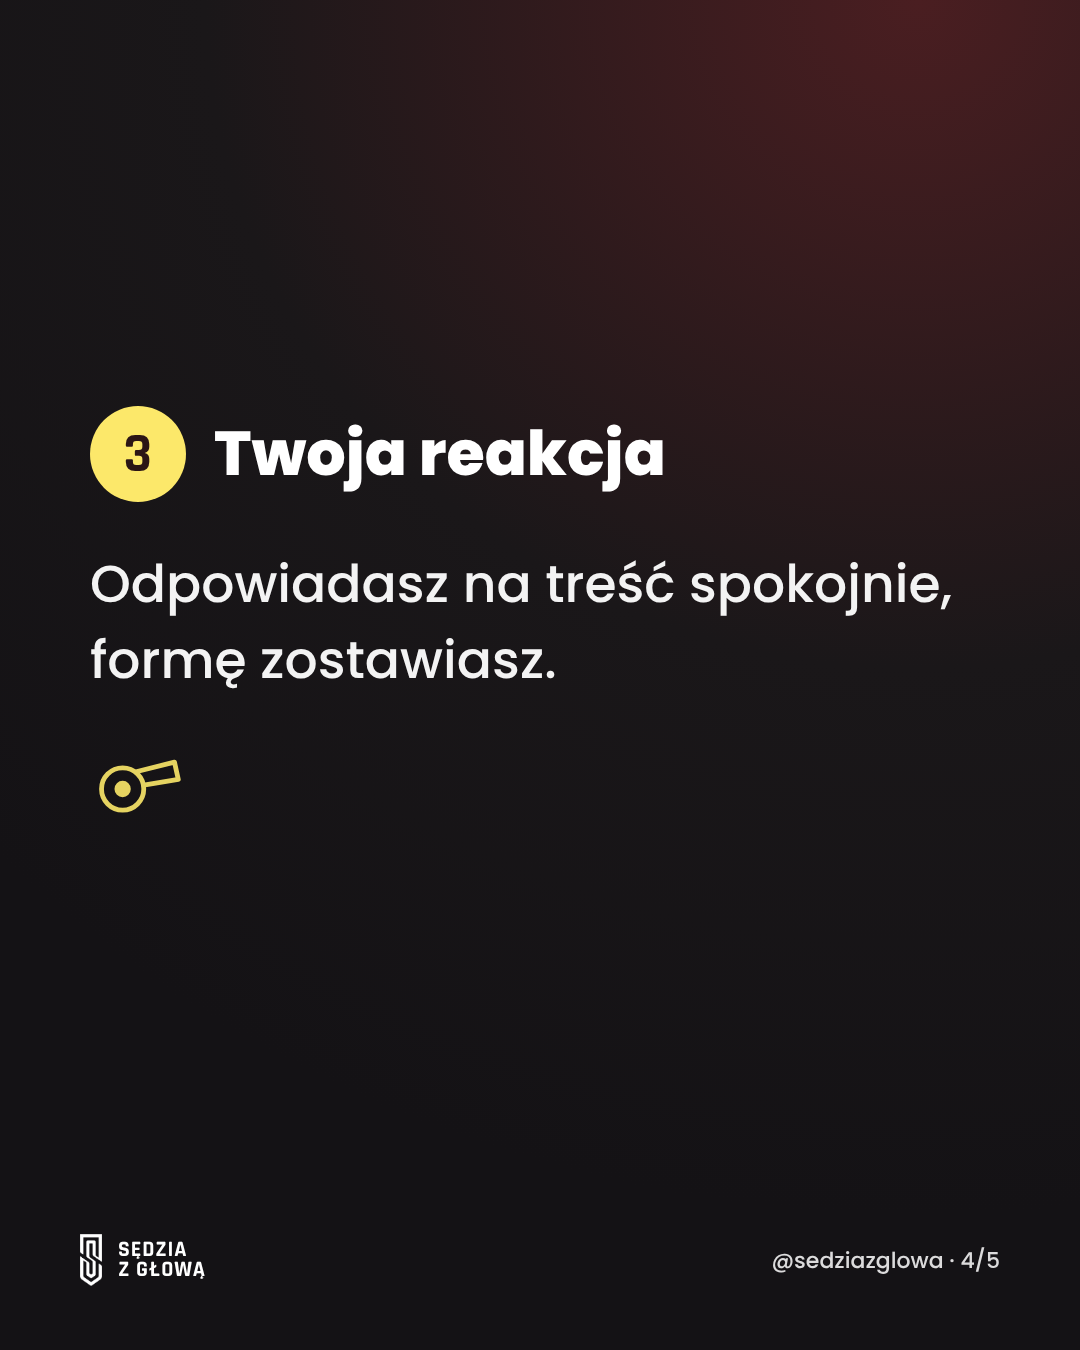 3 Twoja reakcja
Odpowiadasz na treść spokojnie,
formę zostawiasz.
SĘDZIA
Z GŁOWĄ
@sedziazglowa · 4/5